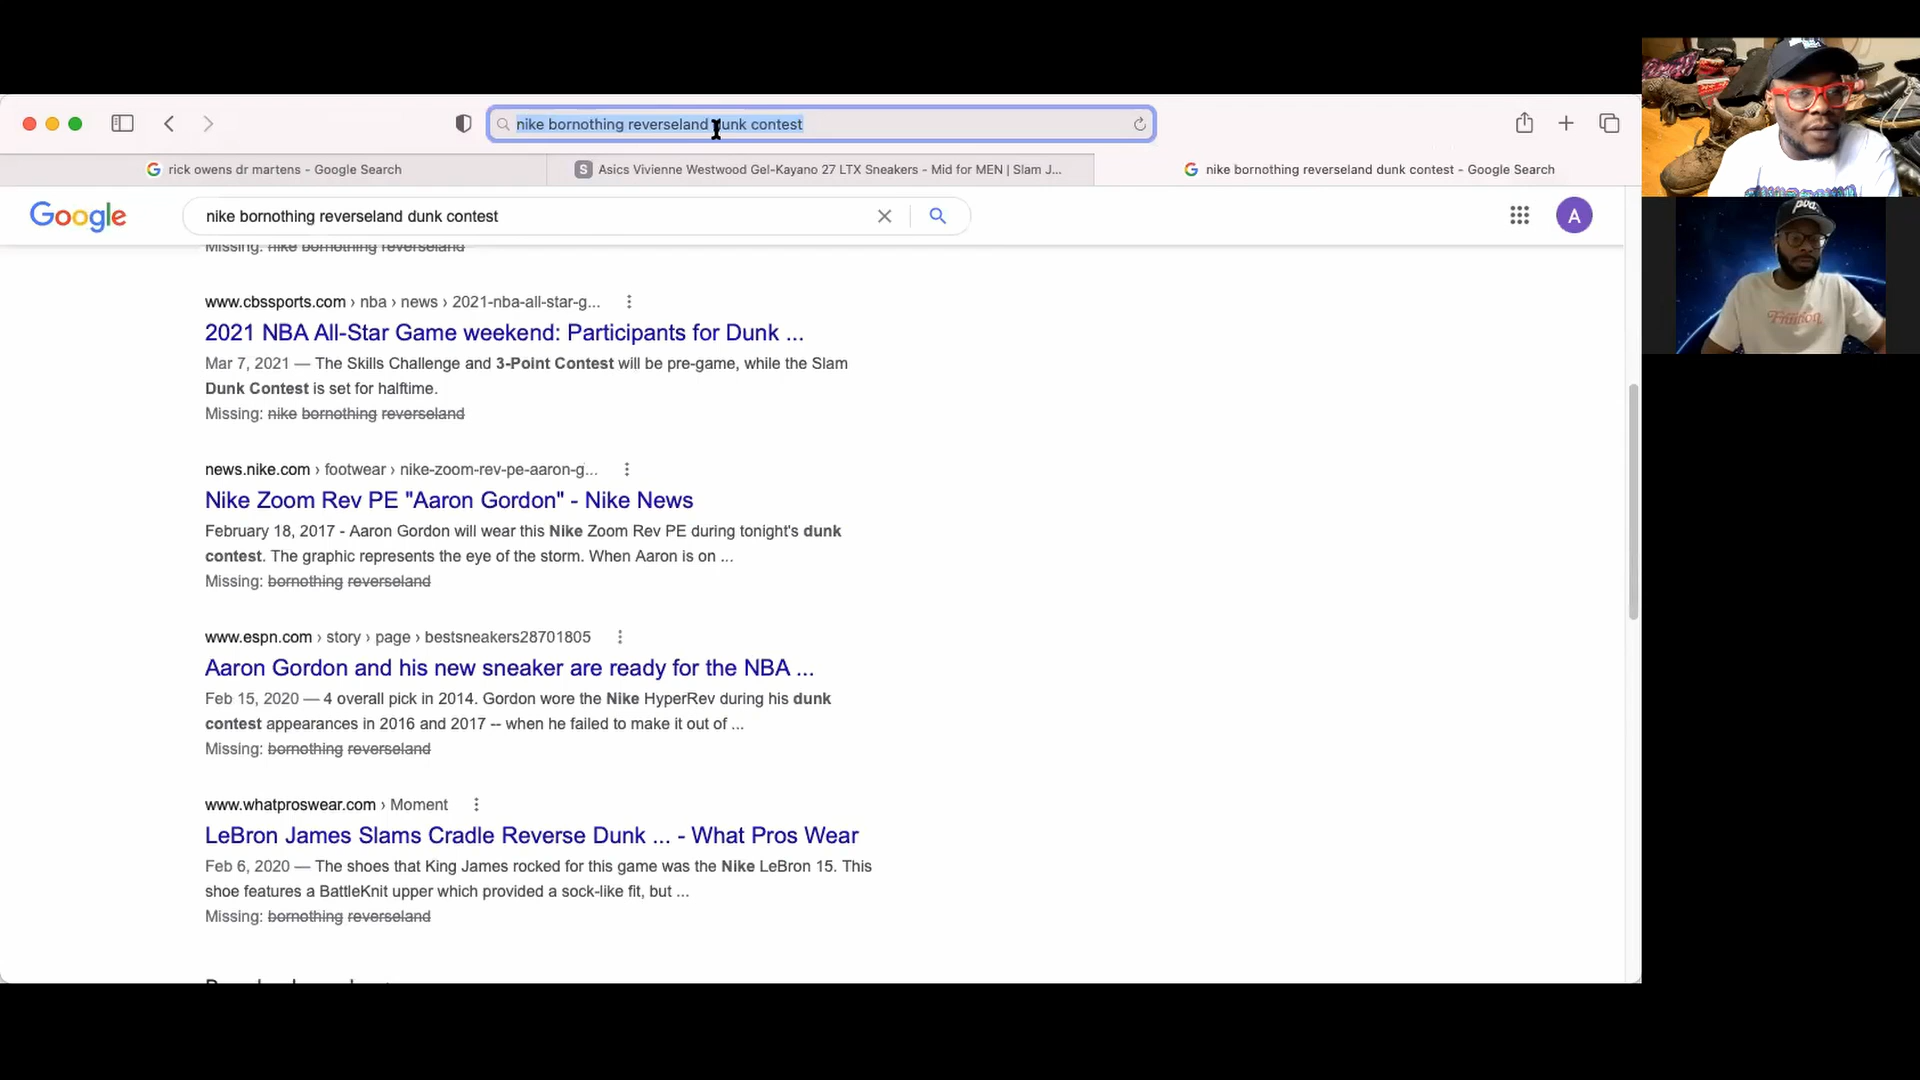 nike bornothing reverseland dunk contest
rick owens dr martens - Google Search
Asics Vivienne Westwood Gel-Kayano 27 LTX Sneakers - Mid for MEN | Slam J...
nike bornothing reverseland dunk contest - Google Search
Google
nike bornothing reverseland dunk contest
A
Missing: nike bornothing reverseland
www.cbssports.com › nba › news › 2021-nba-all-star-g...
2021 NBA All-Star Game weekend: Participants for Dunk ...
Mar 7, 2021 — The Skills Challenge and 3-Point Contest will be pre-game, while the Slam
Dunk Contest is set for halftime.
Missing: nike bornothing reverseland
news.nike.com › footwear › nike-zoom-rev-pe-aaron-g...
Nike Zoom Rev PE "Aaron Gordon" - Nike News
February 18, 2017 - Aaron Gordon will wear this Nike Zoom Rev PE during tonight's dunk
contest. The graphic represents the eye of the storm. When Aaron is on ...
Missing: bornothing reverseland
www.espn.com › story › page › bestsneakers28701805
Aaron Gordon and his new sneaker are ready for the NBA ...
Feb 15, 2020 — 4 overall pick in 2014. Gordon wore the Nike HyperRev during his dunk
contest appearances in 2016 and 2017 -- when he failed to make it out of ...
Missing: bornothing reverseland
www.whatproswear.com › Moment
LeBron James Slams Cradle Reverse Dunk ... - What Pros Wear
Feb 6, 2020 — The shoes that King James rocked for this game was the Nike LeBron 15. This
shoe features a BattleKnit upper which provided a sock-like fit, but ...
Missing: bornothing reverseland